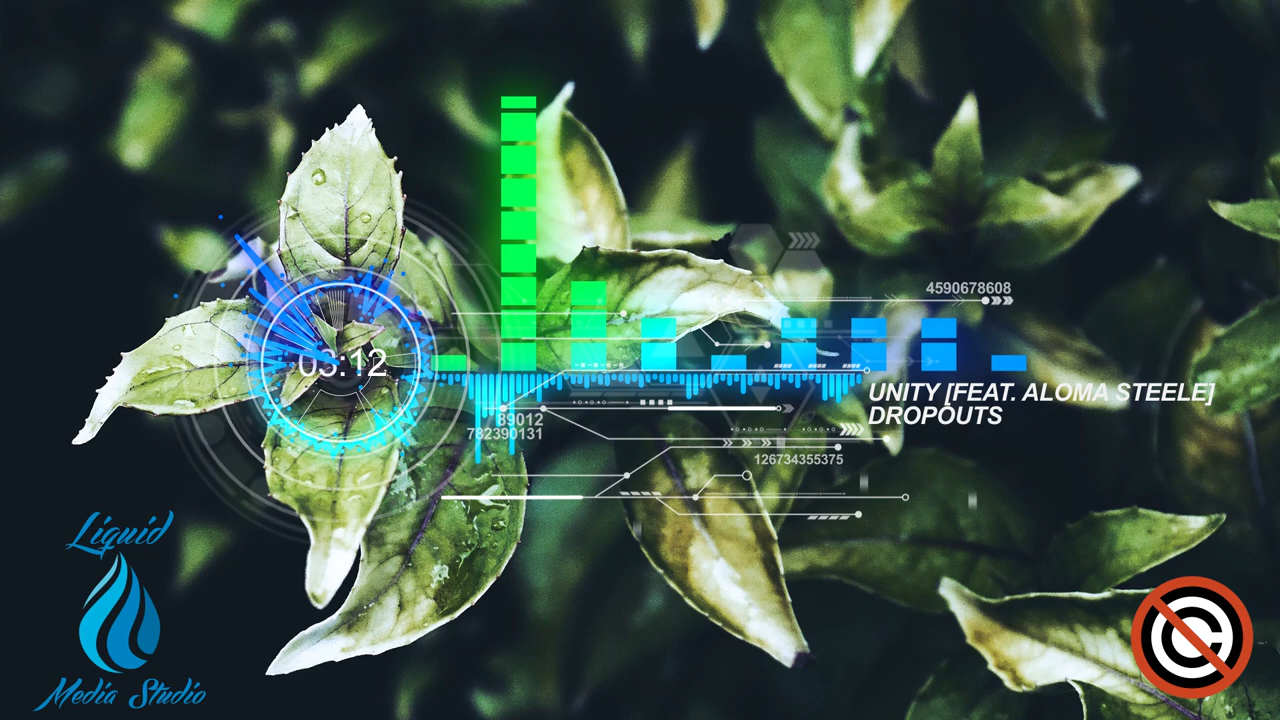 4590678608
03:12
UNITY [FEAT. ALOMA STEELE]
DROPOUTS
89012
782390131
126734355375
Liquid
Media Studio